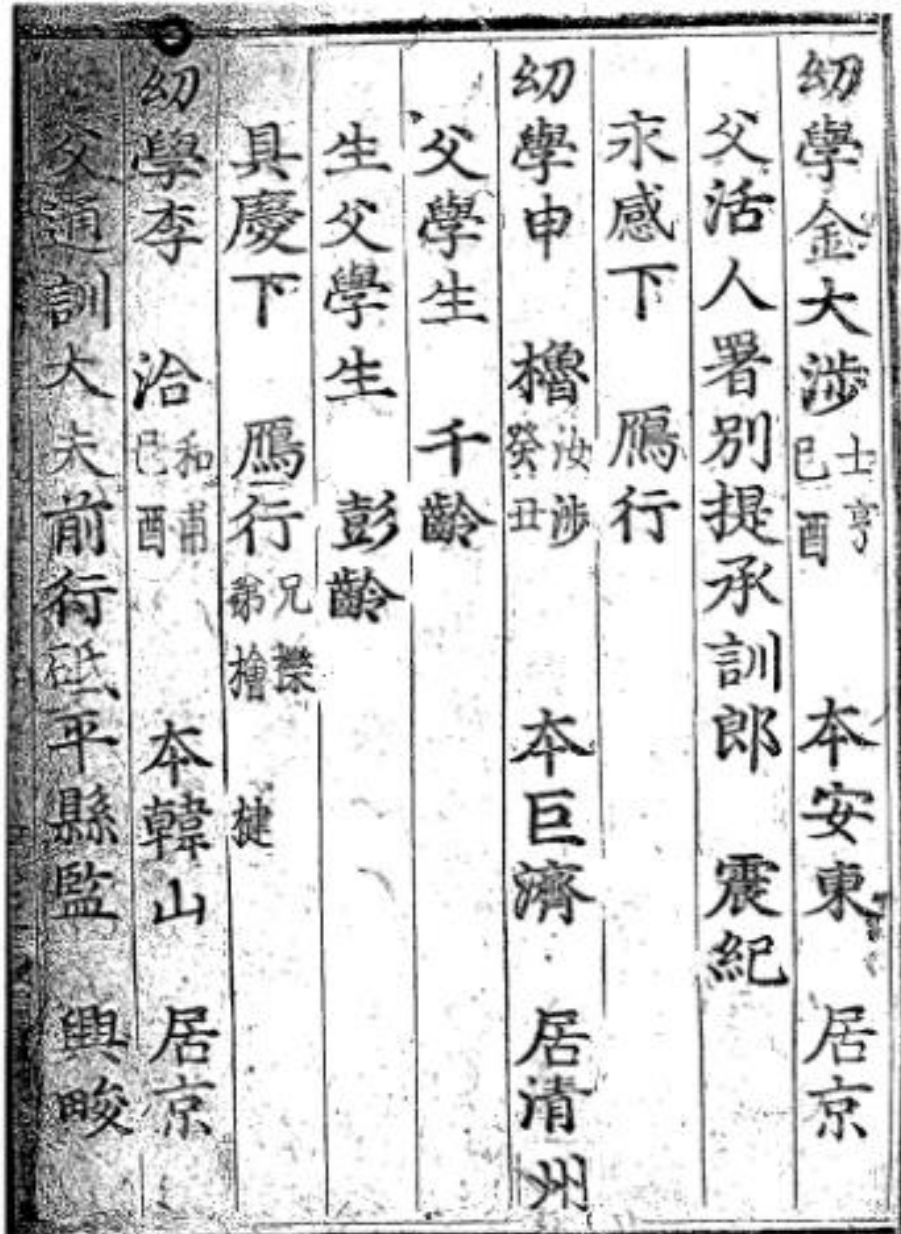 幼學金大涉 士亨 己酉 本安東 居京
父活人署別提承訓郎 震紀
永感下 鴈行
幼學申 櫓 汝涉 癸丑 本巨濟 居清州
父學生 千齡
生父學生 彭齡
具慶下 鴈行 兄檪 弟檜 揵
幼學李 洽 和甫 己酉 本韓山 居京
父通訓大夫前行砥平縣監 興畯